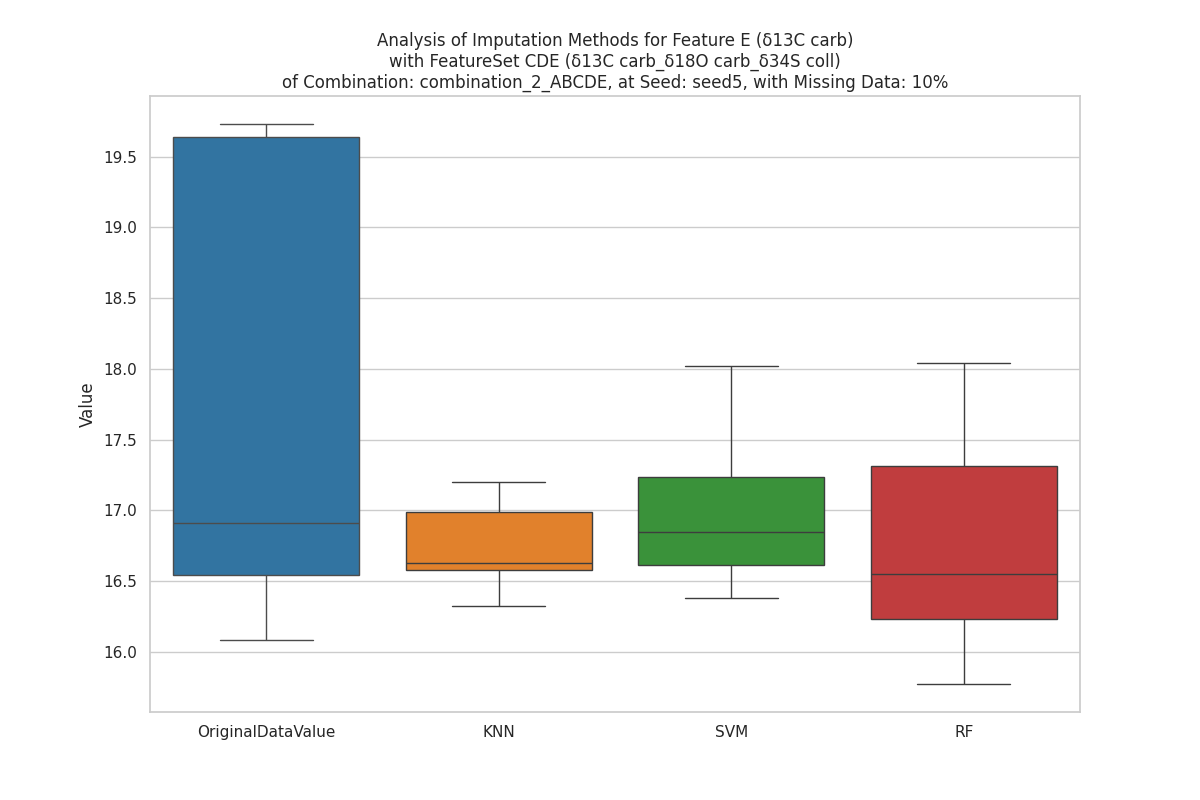 Analysis of Imputation Methods for Feature E (δ13C carb)
with FeatureSet CDE (δ13C carb_δ18O carb_δ34S coll)
of Combination: combination_2_ABCDE, at Seed: seed5, with Missing Data: 10%
Value
19.5
19.0
18.5
18.0
17.5
17.0
16.5
16.0
OriginalDataValue
KNN
SVM
RF